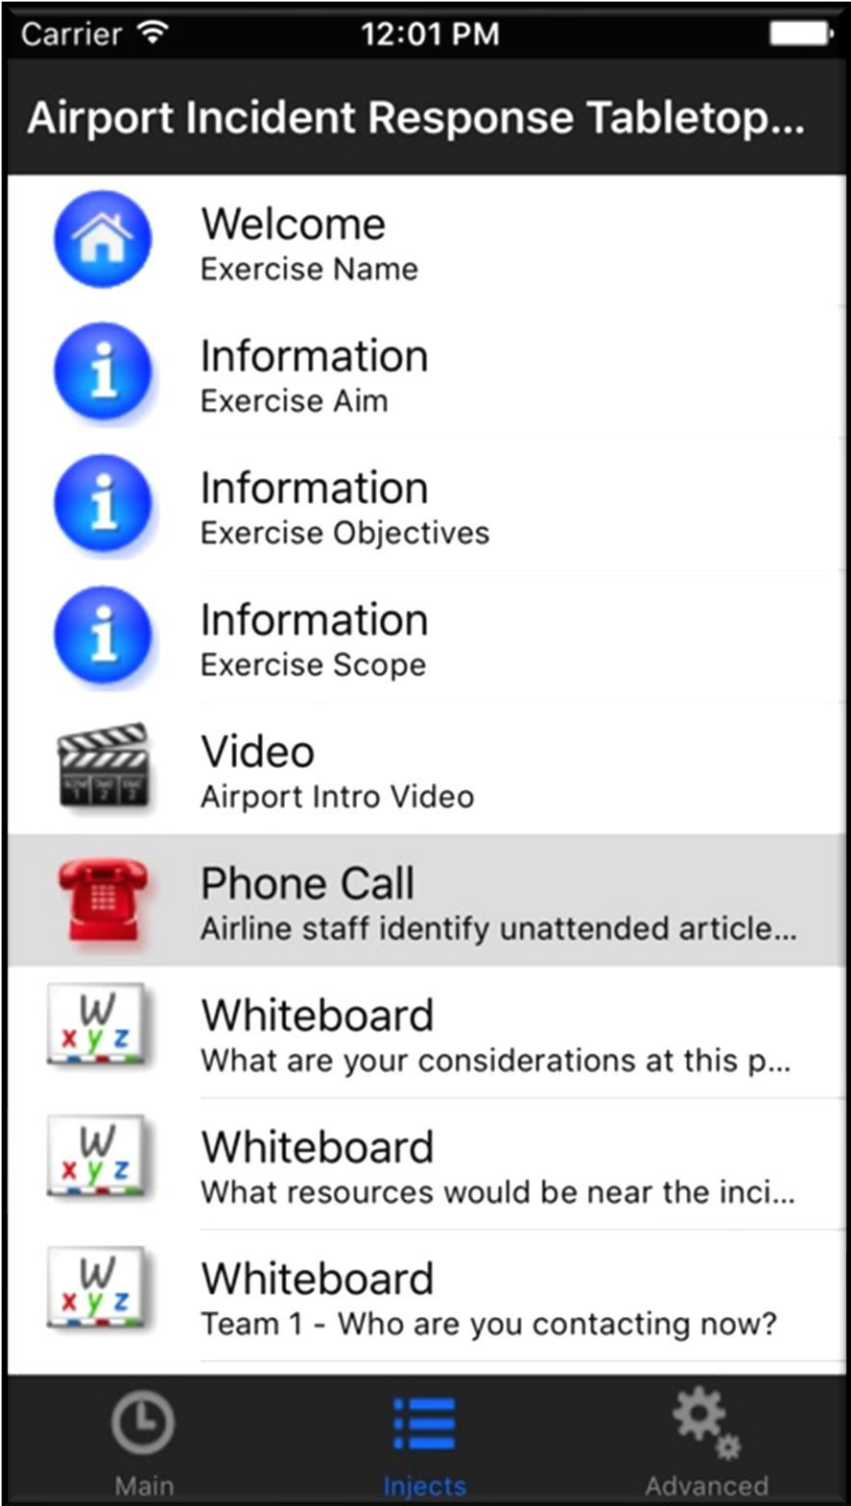 Carrier 12:01 PM
Airport Incident Response Tabletop...
Welcome
Exercise Name
Information
Exercise Aim
Information
Exercise Objectives
Information
Exercise Scope
Video
Airport Intro Video
Phone Call
Airline staff identify unattended article...
W
x y z
Whiteboard
What are your considerations at this p...
W
x y z
Whiteboard
What resources would be near the inci...
W
x y z
Whiteboard
Team 1 - Who are you contacting now?
Main Injects Advanced